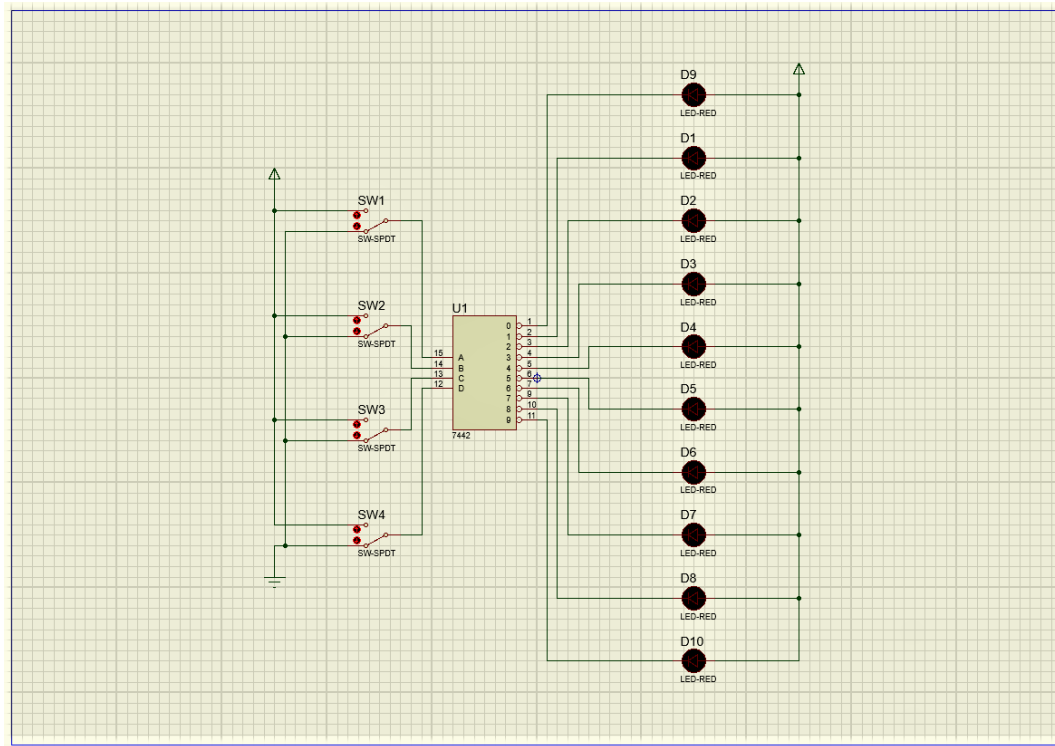 D9
LED-RED
D1
LED-RED
D2
LED-RED
D3
LED-RED
D4
LED-RED
D5
LED-RED
D6
LED-RED
D7
LED-RED
D8
LED-RED
D10
LED-RED
SW1
SW-SPDT
SW2
SW-SPDT
SW3
SW-SPDT
SW4
SW-SPDT
U1
15 A
14 B
13 C
12 D
0 1
1 2
2 3
3 4
4 5
5 6
6 7
7 9
8 10
9 11
7442